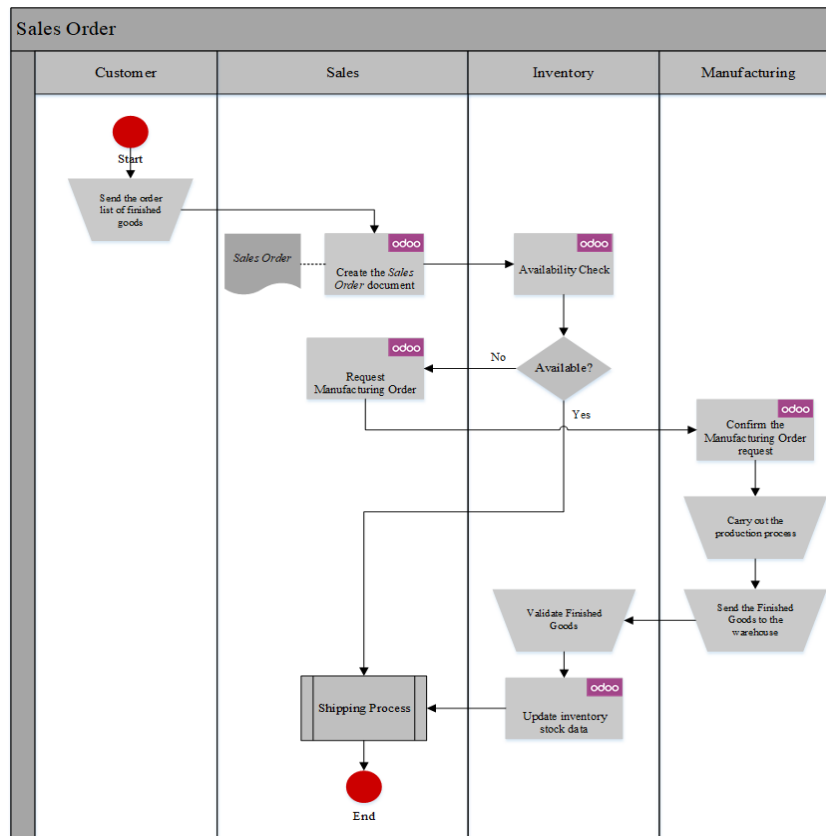 Sales Order
Customer
Sales
Inventory
Manufacturing
Start
Send the order
list of finished
goods
Sales Order
odoo
Create the Sales
Order document
odoo
Availability Check
odoo
Request
Manufacturing Order
No
Available?
Yes
odoo
Confirm the
Manufacturing Order
request
Carry out the
production process
Validate Finished
Goods
Send the Finished
Goods to the
warehouse
Shipping Process
odoo
Update inventory
stock data
End